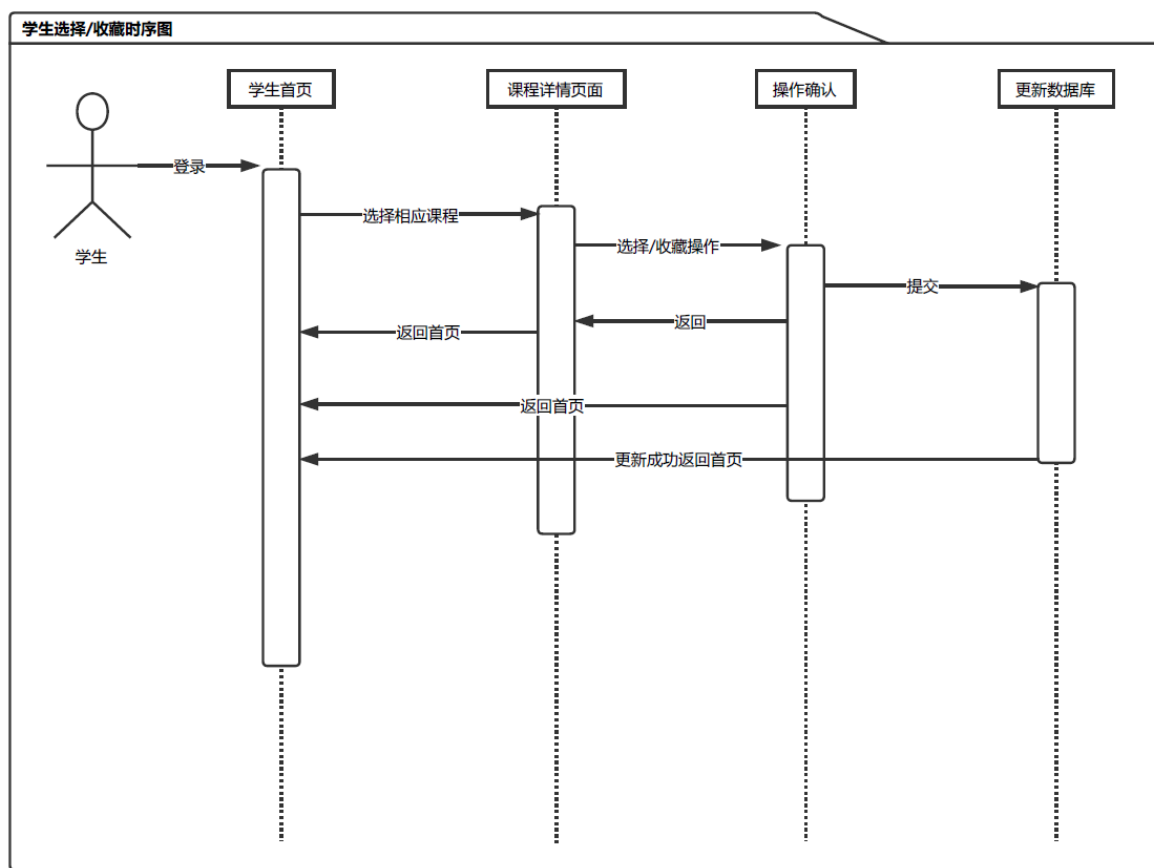 学生选择/收藏时序图
学生首页
课程详情页面
操作确认
更新数据库
登录
选择相应课程
选择/收藏操作
学生
提交
返回
返回首页
返回首页
更新成功返回首页